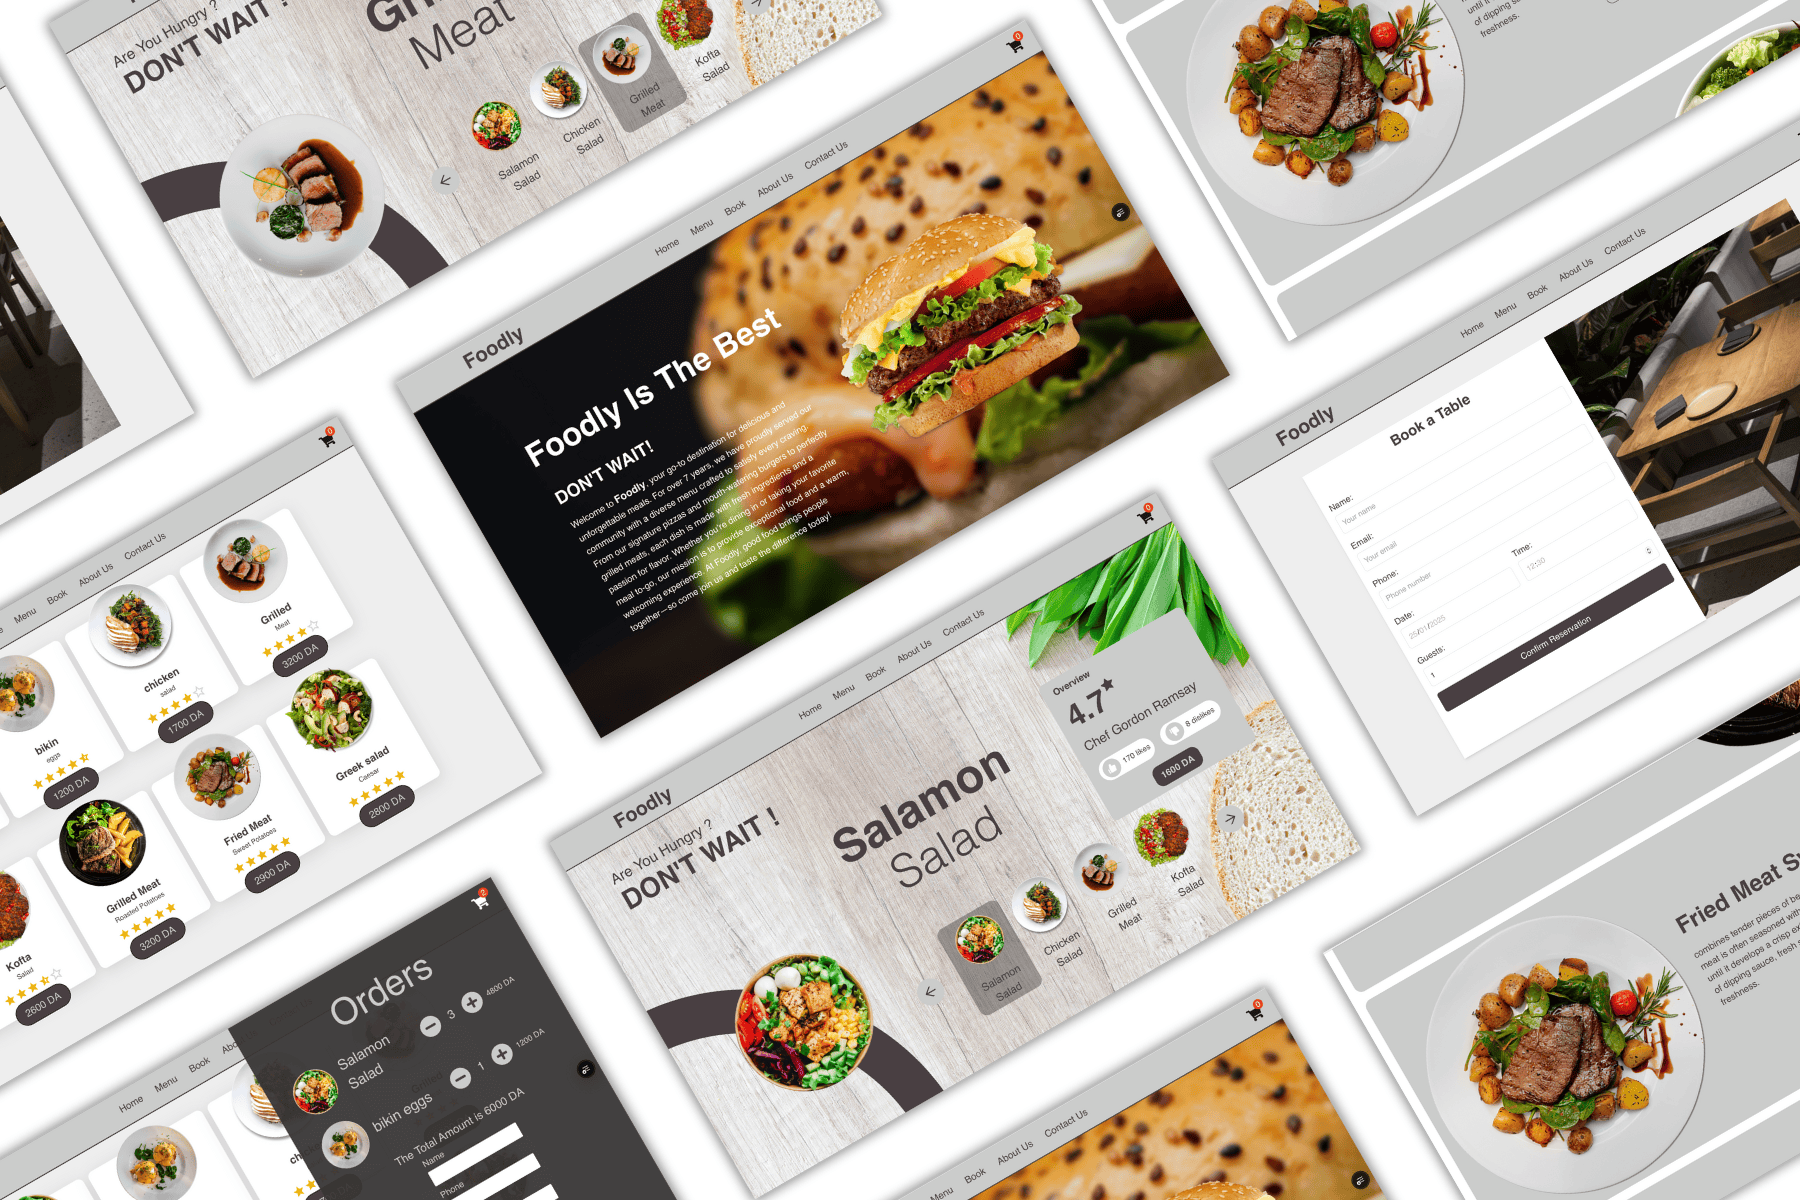 Are You Hungry ?
DON'T WAIT !
Meat
Salamon
Salad
Chicken
Salad
Grilled
Meat
Kofta
Salad
until it
of dipping
freshness.
Foodly
Home
Menu
Book
About Us
Contact Us
0
Foodly Is The Best
DON'T WAIT!
Welcome to Foodly, your go-to destination for delicious and
unforgettable meals. For over 7 years, we have proudly served our
community with a diverse menu crafted to satisfy every craving.
From our signature pizzas and mouth-watering burgers to perfectly
grilled meats, each dish is made with fresh ingredients and a
passion for flavor. Whether you're dining in or taking your favorite
meal to-go, our mission is to provide exceptional food and a warm,
welcoming experience. At Foodly, good food brings people
together—so come join us and taste the difference today!
Foodly
Home
Menu
Book
About Us
Contact Us
Book a Table
Name:
Your name
Email:
Your email
Phone:
Phone number
Time:
12:30
Date:
25/01/2025
Guests:
1
Confirm Reservation
Menu
Book
About Us
Contact Us
0
bikin
eggs
1200 DA
chicken
salad
1700 DA
Grilled
Meat
3200 DA
Kofta
Salad
2600 DA
Grilled Meat
Roasted Potatoes
3200 DA
Fried Meat
Sweet Potatoes
2900 DA
Greek salad
Caesar
2800 DA
Foodly
Home
Menu
Book
About Us
Contact Us
0
Are You Hungry ?
DON'T WAIT !
Salamon
Salad
Overview
4.7
Chef Gordon Ramsay
170 likes
8 dislikes
1600 DA
Salamon
Salad
Chicken
Salad
Grilled
Meat
Kofta
Salad
Home
Menu
Book
2
Orders
Salamon
Salad
3
4800 DA
bikin eggs
1
1200 DA
The Total Amount is 6000 DA
Name
Phone
Menu
Book
About Us
Contact Us
0
Fried Meat
combines tender pieces of
meat is often seasoned with
until it develops a crisp
of dipping sauce, fresh
freshness.